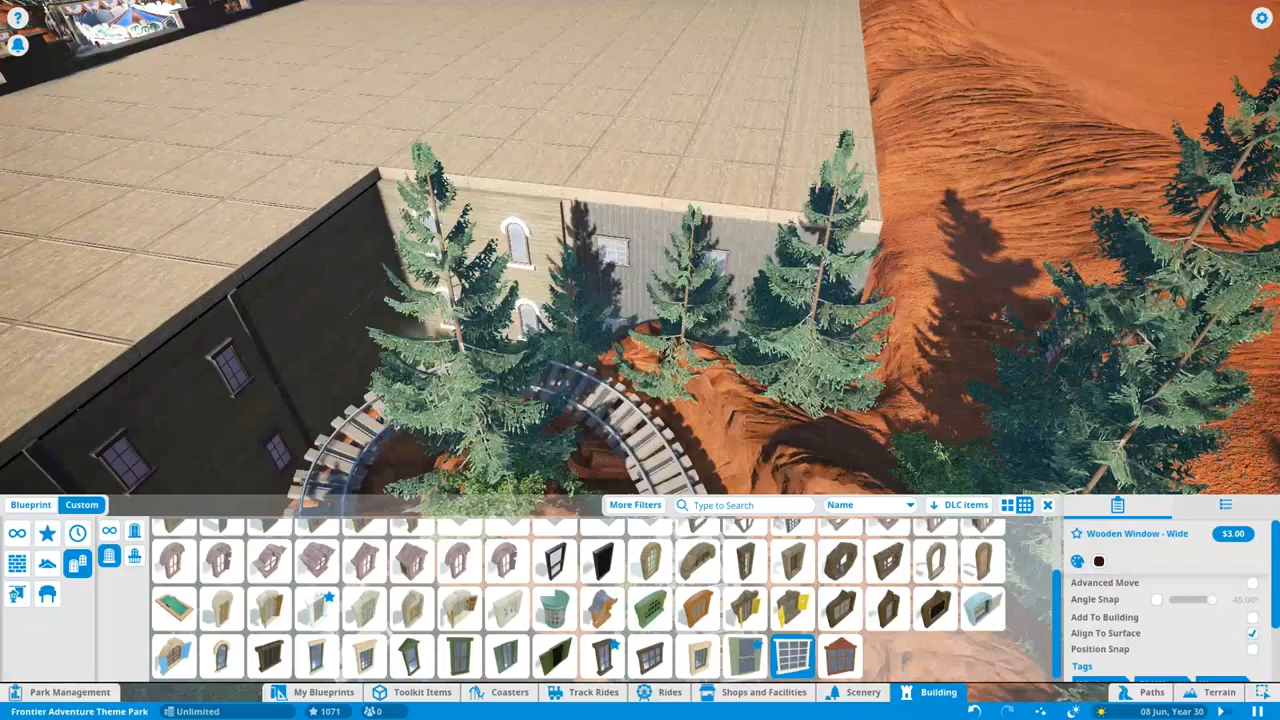 ?
Blueprint
Custom
More Filters
Type to Search
Name
DLC items
Wooden Window - Wide
$3.00
Advanced Move
Angle Snap
45.00°
Add To Building
Align To Surface
Position Snap
Tags
Park Management
My Blueprints
Toolkit Items
Coasters
Track Rides
Rides
Shops and Facilities
Scenery
Building
Paths
Terrain
Frontier Adventure Theme Park
Unlimited
1071
0
08 Jun, Year 30